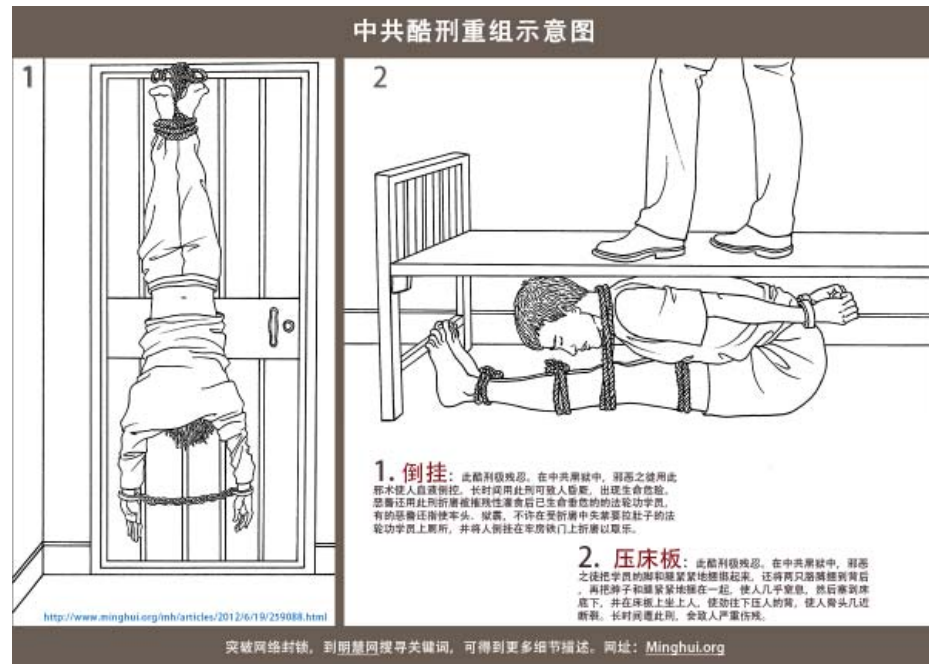 中共酷刑重组示意图
1
2
1. 倒挂：此酷刑极残忍。在中共黑狱中，邪恶之徒用此
邪术使人血液倒控。长时间用此刑可致人昏厥，出现生命危险。
恶警还用此刑折磨被摧残性灌食后已生命垂危的的法轮功学员，
有的恶警还指使牢头、狱霸，不许在受折磨中失禁要拉肚子的法
轮功学员上厕所，并将人倒挂在牢房铁门上折磨以取乐。
2. 压床板：此酷刑极残忍。在中共黑狱中，邪恶
之徒把学员的脚和腿紧紧地捆绑起来，还将两只胳膊捆到背后
，再把脖子和腿紧紧地捆在一起，使人几乎窒息，然后塞到床
底下，并在床板上坐上人，使劲往下压人的背，使人骨头几近
断裂。长时间遭此刑，会致人严重伤残。
http://www.minghui.org/mh/articles/2012/6/19/259088.html
突破网络封锁，到明慧网搜寻关键词，可得到更多细节描述。网址：Minghui.org